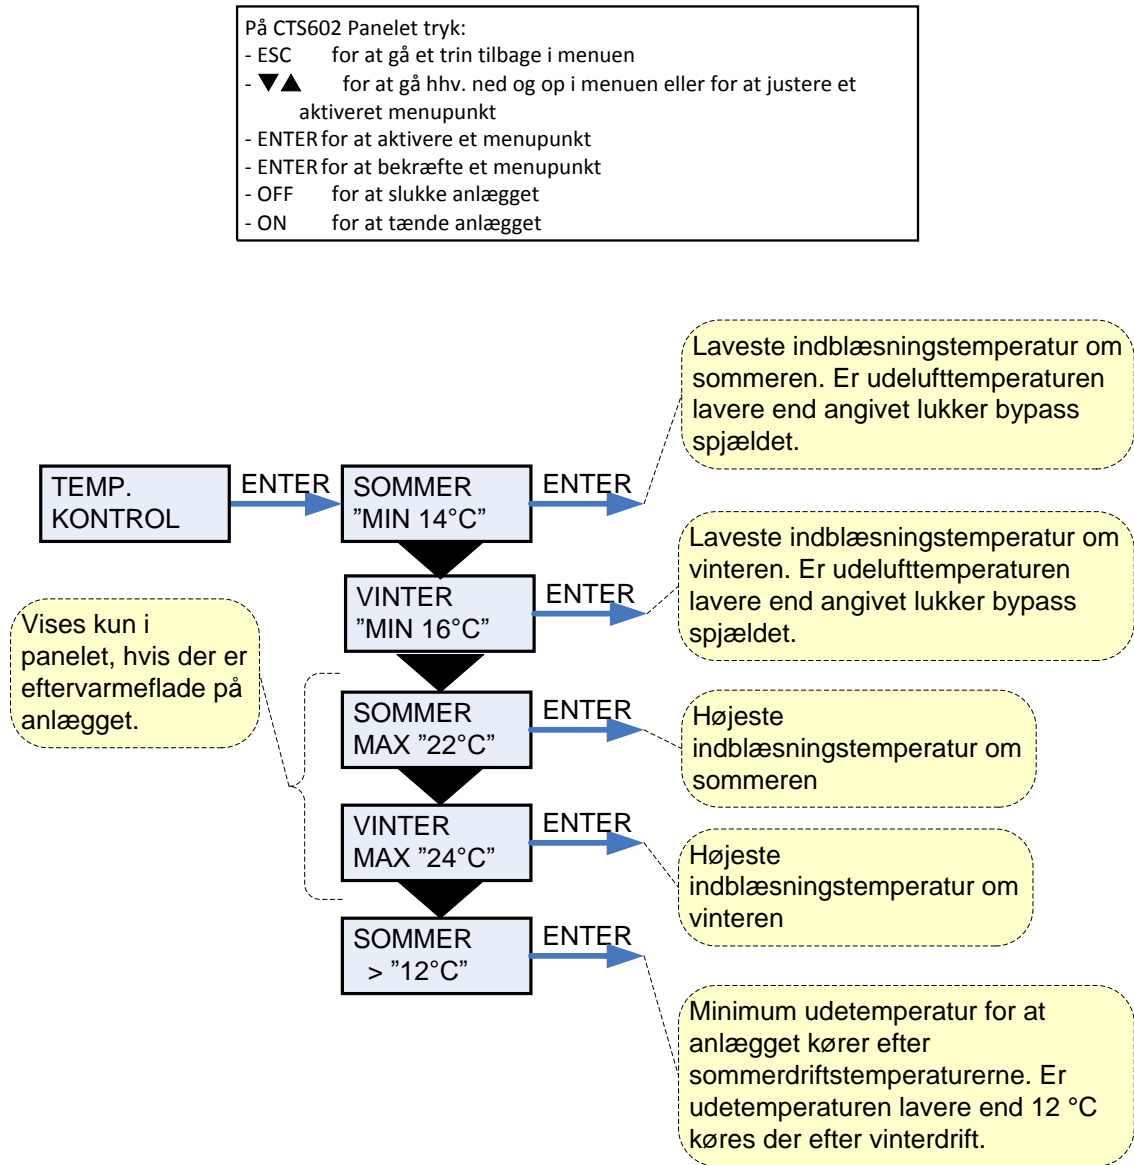 På CTS602 Panelet tryk:
- ESC for at gå et trin tilbage i menuen
- ▼▲ for at gå hhv. ned og op i menuen eller for at justere et
aktiveret menupunkt
- ENTER for at aktivere et menupunkt
- ENTER for at bekræfte et menupunkt
- OFF for at slukke anlægget
- ON for at tænde anlægget
Laveste indblæsningstemperatur om
sommeren. Er udelufttemperaturen
lavere end angivet lukker bypass
spjældet.
TEMP.
KONTROL
ENTER
SOMMER
"MIN 14°C"
ENTER
Laveste indblæsningstemperatur om
vinteren. Er udelufttemperaturen
lavere end angivet lukker bypass
spjældet.
VINTER
"MIN 16°C"
ENTER
Vises kun i
panelet, hvis der er
eftervarmeflade på
anlægget.
SOMMER
MAX "22°C"
ENTER
Højeste
indblæsningstemperatur om
sommeren
VINTER
MAX "24°C"
ENTER
Højeste
indblæsningstemperatur om
vinteren
SOMMER
> "12°C"
ENTER
Minimum udetemperatur for at
anlægget kører efter
sommerdriftstemperaturerne. Er
udetemperaturen lavere end 12 °C
køres der efter vinterdrift.